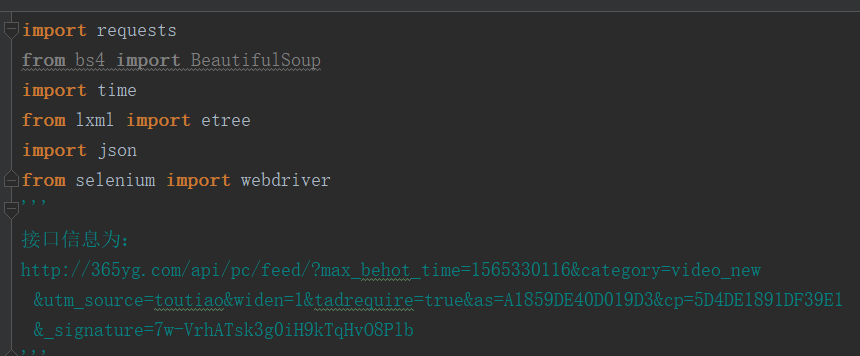 import requests
from bs4 import BeautifulSoup
import time
from lxml import etree
import json
from selenium import webdriver
'''
接口信息为:
http://365yg.com/api/pc/feed/?max_behot_time=1565330116&category=video_new
&utm_source=toutiao&widen=1&tadrequire=true&as=A1859DE40D019D3&cp=5D4DE1891DF39E1
&_signature=7w-VrhATsk3g0iH9kTqHvO8Plb
'''